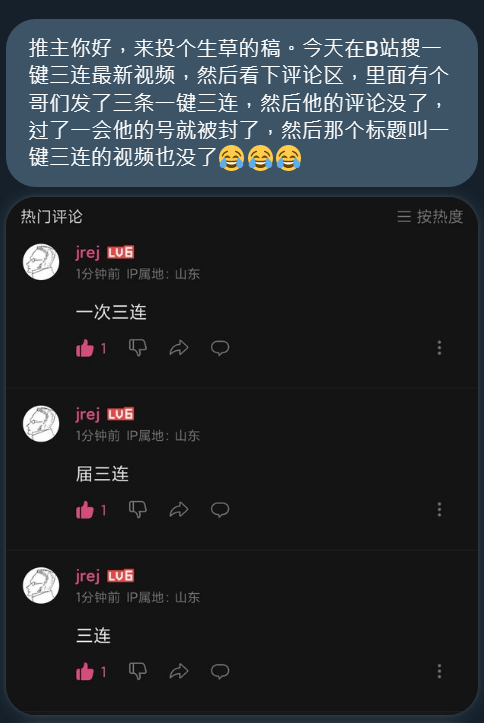 推主你好，来投个生草的稿。今天在B站搜一
键三连最新视频，然后看下评论区，里面有个
哥们发了三条一键三连，然后他的评论没了，
过了一会他的号就被封了，然后那个标题叫一
键三连的视频也没了😂😂😂
热门评论 按热度
jrej LV6
1分钟前 IP属地：山东
一次三连
1
jrej LV6
1分钟前 IP属地：山东
届三连
1
jrej LV6
1分钟前 IP属地：山东
三连
1